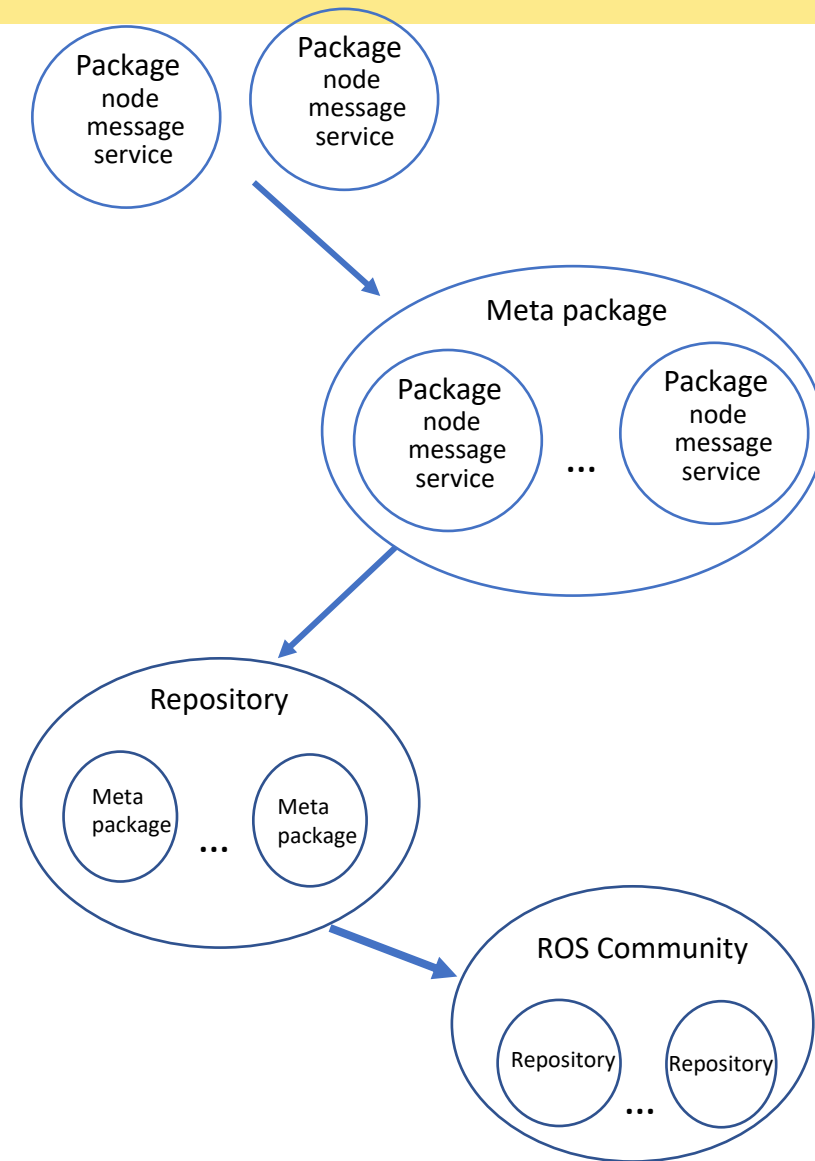 Package
node
message
service
Package
node
message
service
Meta package
Package
node
message
service
...
Package
node
message
service
Repository
Meta
package
...
Meta
package
ROS Community
Repository
...
Repository